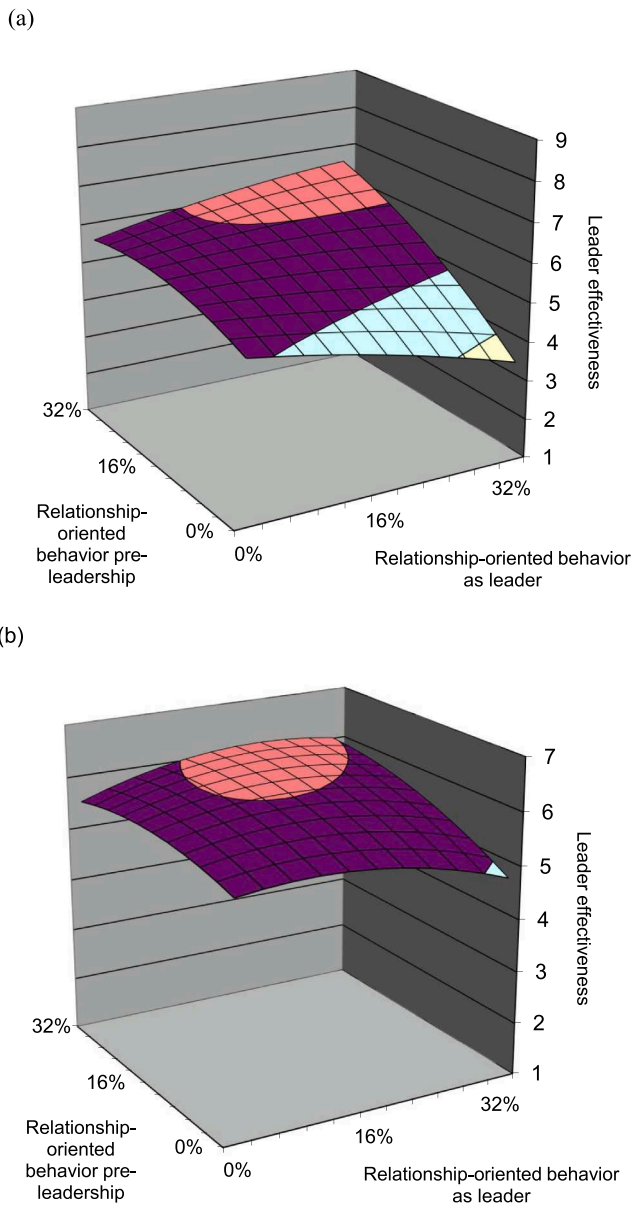 (a)
9
8
7
6
5
4
3
2
1
Leader effectiveness
32%
16%
0%
Relationship-
oriented
behavior pre-
leadership
0%
16%
32%
Relationship-oriented behavior
as leader
(b)
7
6
5
4
3
2
1
Leader effectiveness
32%
16%
0%
Relationship-
oriented
behavior pre-
leadership
0%
16%
32%
Relationship-oriented behavior
as leader